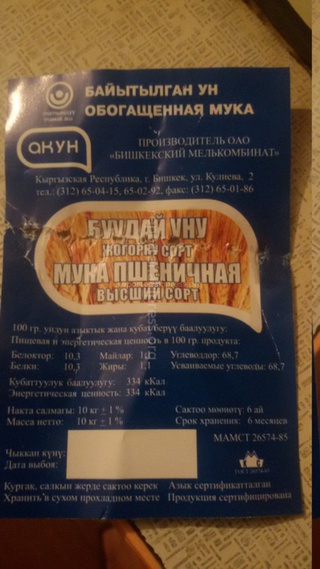 БАЙЫТЫЛГАН УН
ОБОГАЩЕННАЯ МУКА
АКУН
ПРОИЗВОДИТЕЛЬ ОАО
«БИШКЕКСКИЙ МЕЛЬКОМБИНАТ»
Кыргызская Республика, г. Бишкек, ул. Кулиева, 2
тел.: (312) 65-04-15, 65-02-92, факс: (312) 65-01-86
БУУДАЙ УНУ
ЖОГОРКУ СОРТ
МУКА ПШЕНИЧНАЯ
ВЫСШИЙ СОРТ
100 гр. ундун азыктык жана кубат берүү баалуулугу:
Пищевая и энергетическая ценность в 100 гр. продукта:
Белоктор: 10,3 Майлар: 1,1 Углеводдор: 68,7
Белки: 10,3 Жиры: 1,1 Усваиваемые углеводы: 68,7
Кубаттуулук баалуулугу: 334 кКал
Энергетическая ценность: 334 кКал
Накта салмагы: 10 кг ± 1 % Сактоо мөөнөтү: 6 ай
Масса нетто: 10 кг ± 1 % Срок хранения: 6 месяцев
МАМСТ 26574-85
Чыккан күнү:
Дата выбоя:
Кургак, салкын жерде сактоо керек Азык сертификатталган
Хранить в сухом прохладном месте Продукция сертифицирована